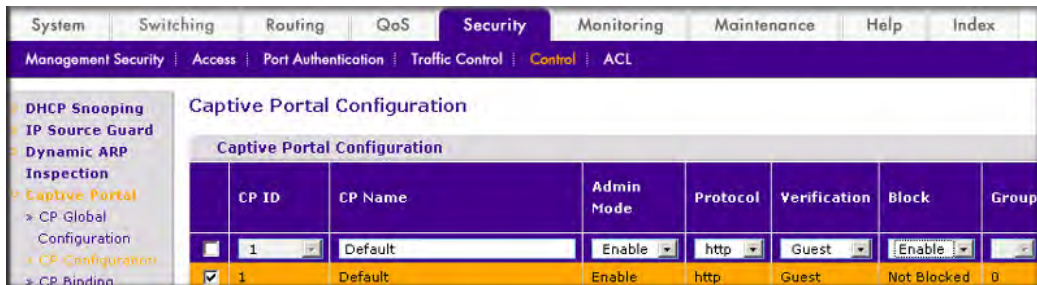 System Switching Routing QoS Security Monitoring Maintenance Help Index
Management Security Access Port Authentication Traffic Control Control ACL
DHCP Snooping
IP Source Guard
Dynamic ARP
Inspection
Captive Portal
» CP Global
Configuration
» CP Configuration
» CP Binding
Captive Portal Configuration
Captive Portal Configuration
CP ID CP Name Admin Mode Protocol Verification Block Group
1 Default Enable http Guest Enable
1 Default Enable http Guest Not Blocked 0